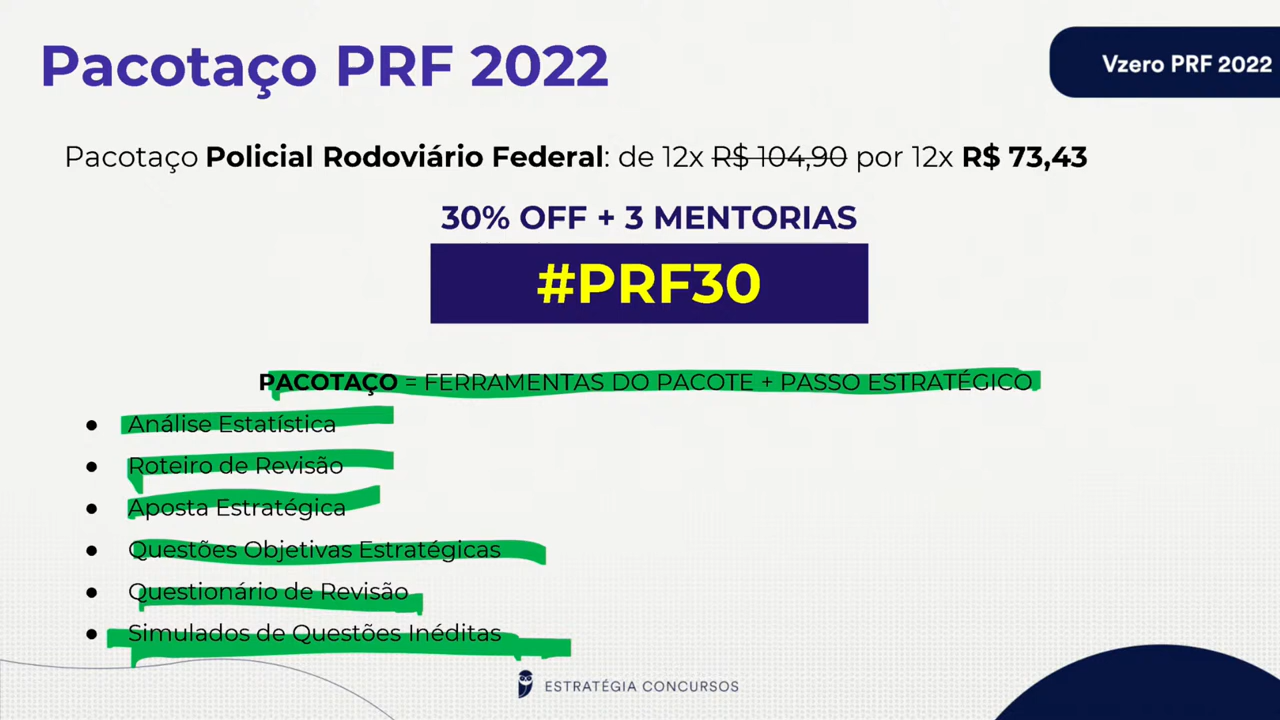 Pacotaço PRF 2022
Vzero PRF 2022
Pacotaço Policial Rodoviário Federal: de 12x R$ 104,90 por 12x R$ 73,43
30% OFF + 3 MENTORIAS
#PRF30
PACOTAÇO = FERRAMENTAS DO PACOTE + PASSO ESTRATÉGICO
● Análise Estatística
● Roteiro de Revisão
● Aposta Estratégica
● Questões Objetivas Estratégicas
● Questionário de Revisão
● Simulados de Questões Inéditas
ESTRATÉGIA CONCURSOS